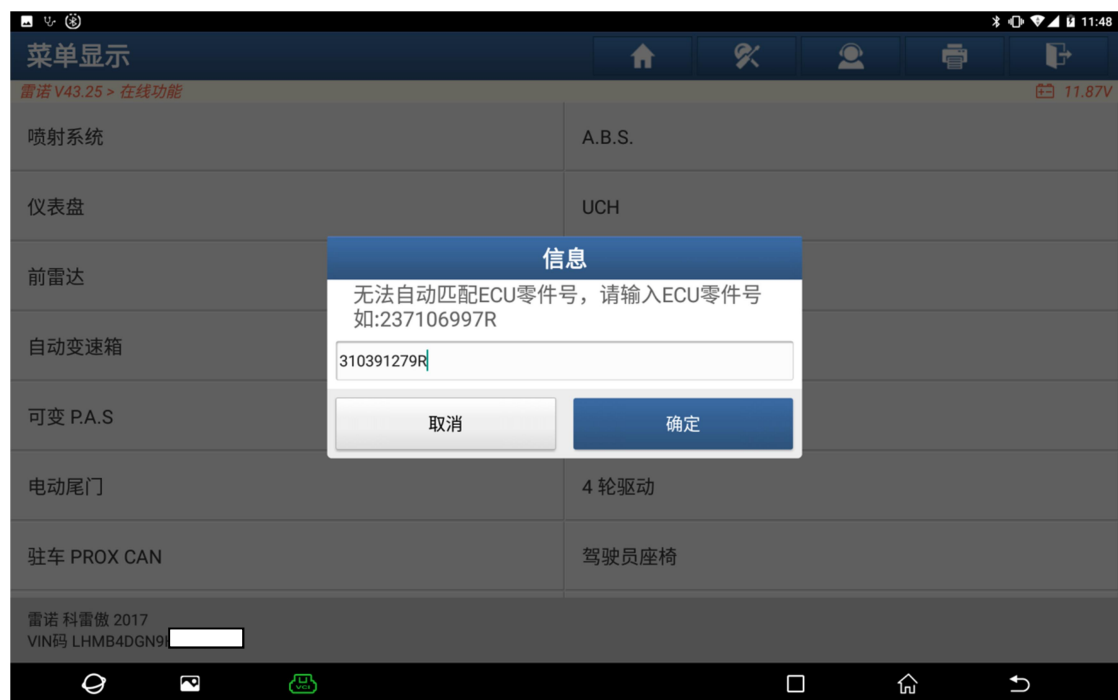 11:48
菜单显示
雷诺 V43.25 > 在线功能
11.87V
喷射系统
A.B.S.
仪表盘
UCH
前雷达
自动变速箱
可变 P.A.S
电动尾门
4 轮驱动
驻车 PROX CAN
驾驶员座椅
信息
无法自动匹配ECU零件号，请输入ECU零件号
如:237106997R
310391279R
取消
确定
雷诺 科雷傲 2017
VIN码 LHMB4DGN9
VCI